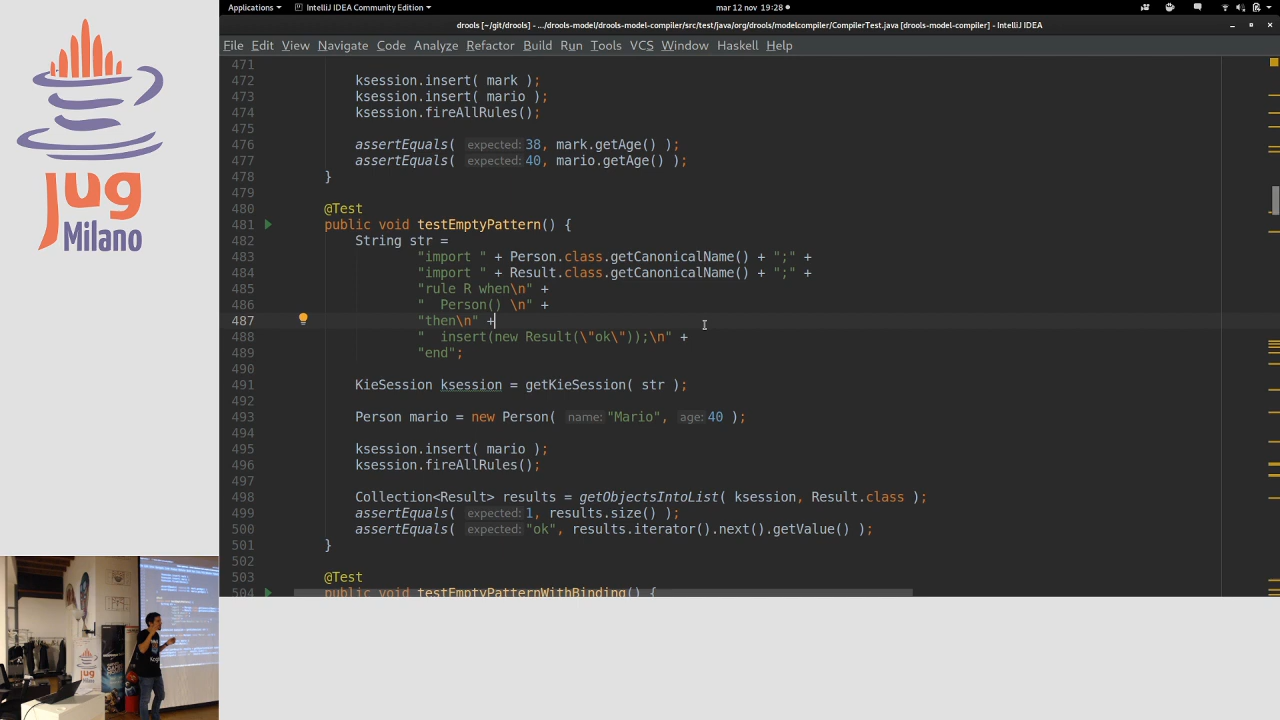 Applications
IntelliJ IDEA Community Edition
mar 12 nov 19:28
drools [~/git/drools] - .../drools-model/drools-model-compiler/src/test/java/org/drools/modelcompiler/CompilerTest.java [drools-model-compiler] - IntelliJ IDEA
File Edit View Navigate Code Analyze Refactor Build Run Tools VCS Window Haskell Help
471
472 ksession.insert( mark );
473 ksession.insert( mario );
474 ksession.fireAllRules();
475
476 assertEquals( expected: 38, mark.getAge() );
477 assertEquals( expected: 40, mario.getAge() );
478 }
479
480 @Test
481 public void testEmptyPattern() {
482 String str =
483 "import " + Person.class.getCanonicalName() + ";" +
484 "import " + Result.class.getCanonicalName() + ";" +
485 "rule R when\n" +
486 "  Person() \n" +
487 "then\n" +
488 "  insert(new Result(\"ok\"));\n" +
489 "end";
490
491 KieSession ksession = getKieSession( str );
492
493 Person mario = new Person( name: "Mario", age: 40 );
494
495 ksession.insert( mario );
496 ksession.fireAllRules();
497
498 Collection<Result> results = getObjectsIntoList( ksession, Result.class );
499 assertEquals( expected: 1, results.size() );
500 assertEquals( expected: "ok", results.iterator().next().getValue() );
501 }
502
503 @Test
504 public void testEmptyPatternWithBinding() {
jug
Milano
jug